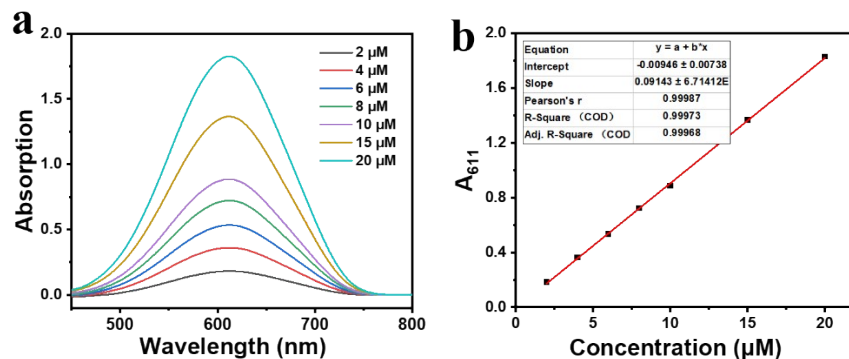 a
2.0
1.5
1.0
0.5
0.0
Absorption
2 μM
4 μM
6 μM
8 μM
10 μM
15 μM
20 μM
500 600 700 800
Wavelength (nm)
b
2.0
1.6
1.2
0.8
0.4
0.0
A611
Equation y = a + b*x
Intercept -0.00946 ± 0.00738
Slope 0.09143 ± 6.71412E
Pearson's r 0.99987
R-Square （COD） 0.99973
Adj. R-Square （COD 0.99968
0 5 10 15 20
Concentration (μM)